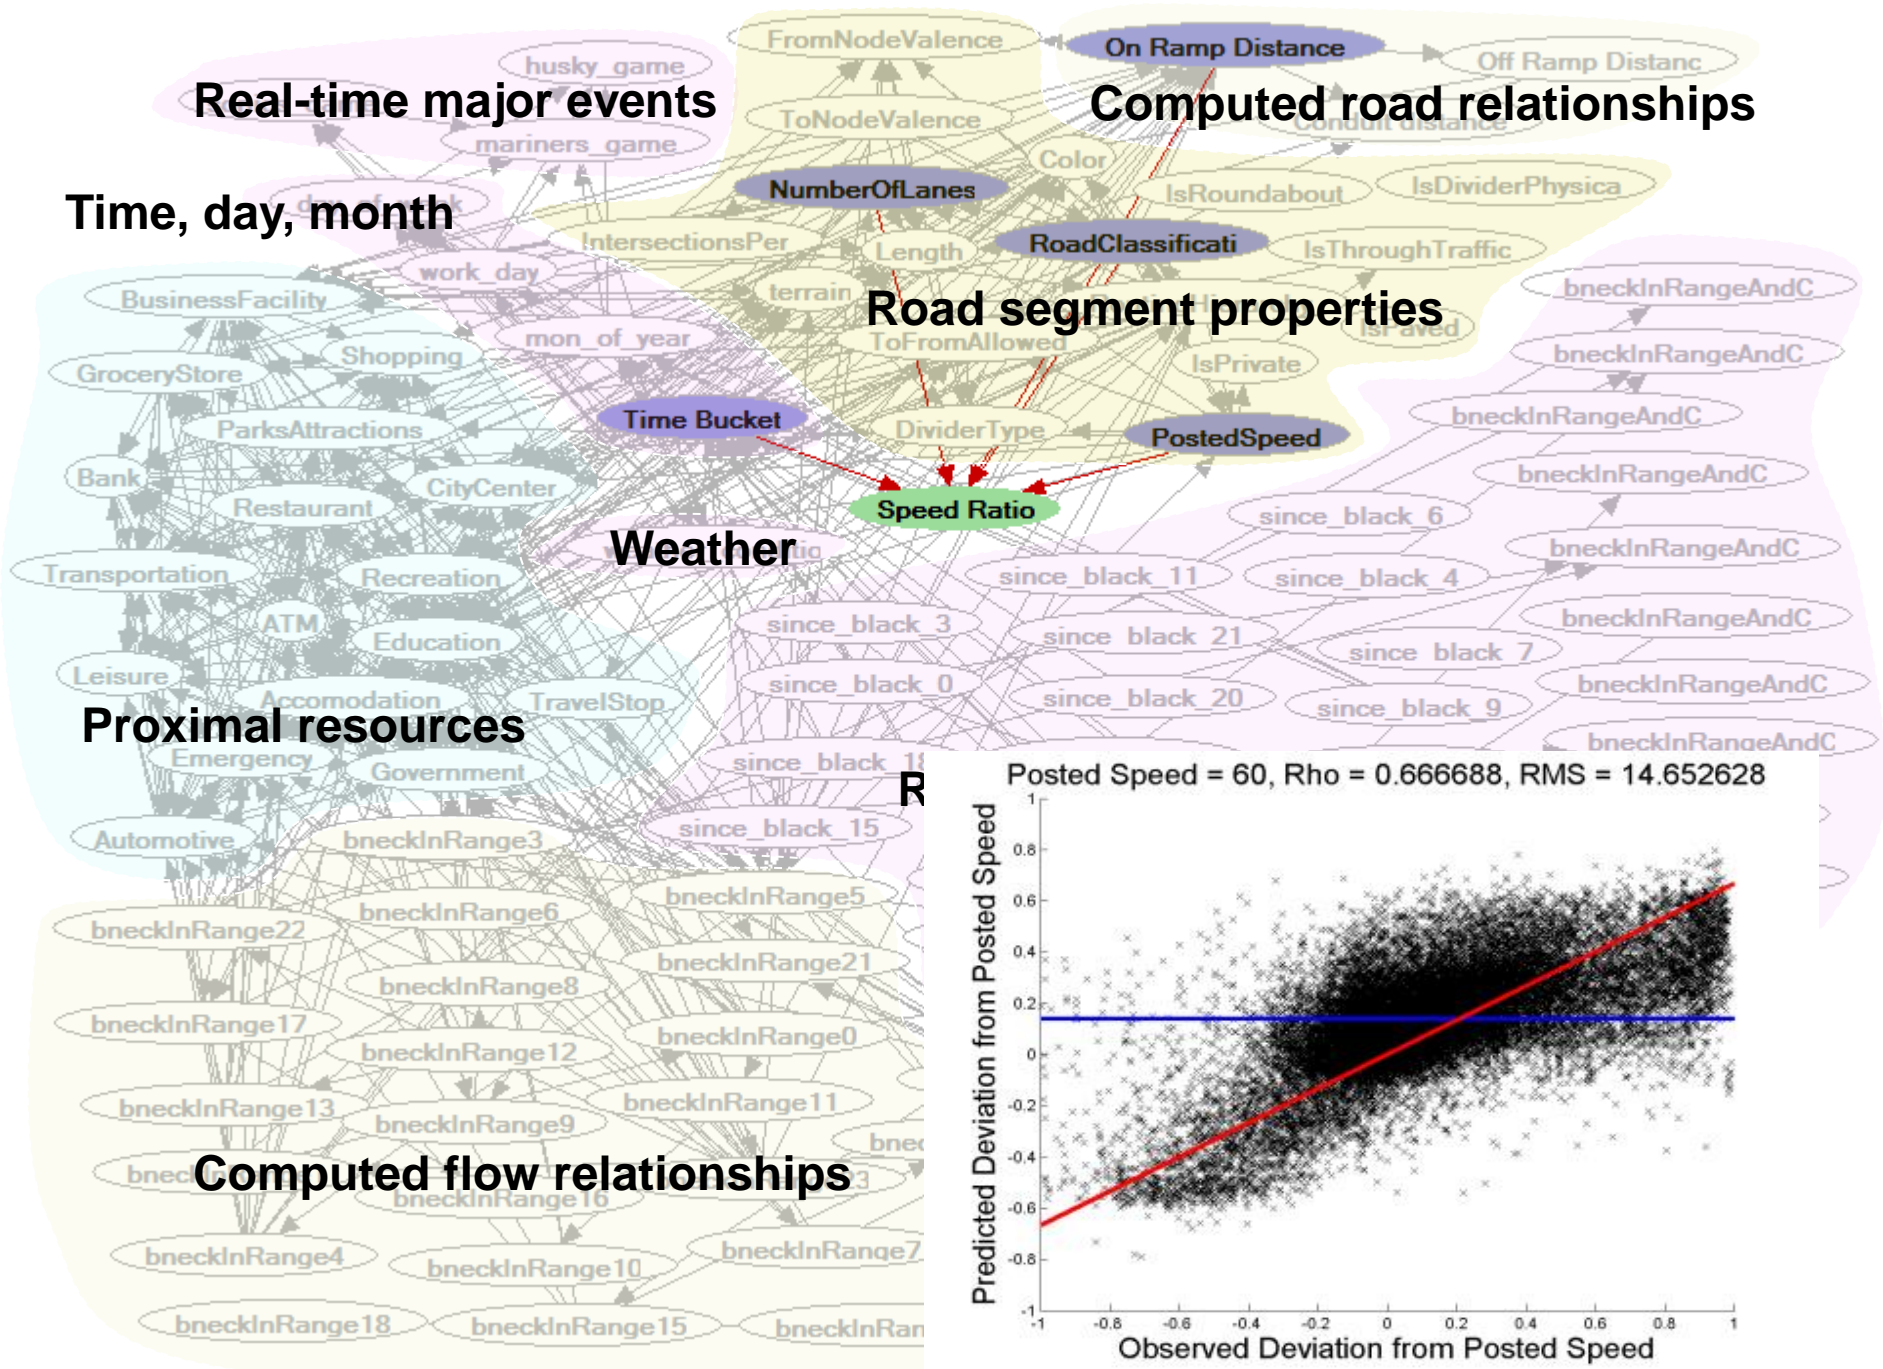 FromNodeValence
On Ramp Distance
Off Ramp Distanc
husky_game
Real-time major events
Computed road relationships
ToNodeValence
Conduit distance
mariners_game
Color
NumberOfLanes
IsRoundabout
IsDividerPhysica
Time, day, month
IntersectionsPer
Length
RoadClassificati
IsThroughTraffic
work_day
BusinessFacility
terrain
Road segment properties
bneckInRangeAndC
IsPaved
mon_of_year
ToFromAllowed
Shopping
bneckInRangeAndC
GroceryStore
IsPrivate
Time Bucket
bneckInRangeAndC
ParksAttractions
DividerType
PostedSpeed
Bank
CityCenter
bneckInRangeAndC
Restaurant
Speed Ratio
since_black_6
Weather
bneckInRangeAndC
Transportation
Recreation
since_black_11
since_black_4
ATM
since_black_3
bneckInRangeAndC
Education
since_black_21
since_black_7
Leisure
since_black_0
bneckInRangeAndC
Accomodation
TravelStop
since_black_20
since_black_9
Proximal resources
bneckInRangeAndC
Emergency
Government
since_black_18
R
Automotive
bneckInRange3
since_black_15
bneckInRange5
bneckInRange6
bneckInRange22
bneckInRange21
bneckInRange8
bneckInRange17
bneckInRange0
bneckInRange12
bneckInRange13
bneckInRange11
bneckInRange9
bnec
bneck
Computed flow relationships
3
bneckInRange16
bneckInRange4
bneckInRange7
bneckInRange10
bneckInRange18
bneckInRange15
bneckInRan
Posted Speed = 60, Rho = 0.666688, RMS = 14.652628
Predicted Deviation from Posted Speed
1
0.8
0.6
0.4
0.2
0
-0.2
-0.4
-0.6
-0.8
-1
-1 -0.8 -0.6 -0.4 -0.2 0 0.2 0.4 0.6 0.8 1
Observed Deviation from Posted Speed